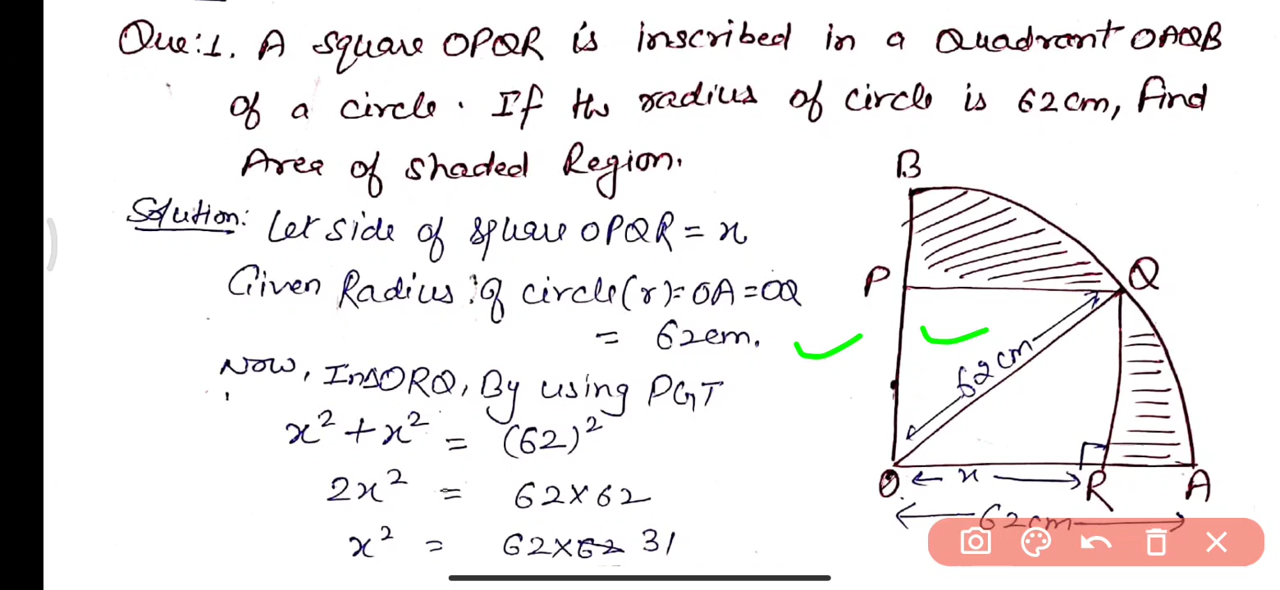 Que:1. A square OPQR is inscribed in a Quadrant OAQB
of a circle. If the radius of circle is 62cm, find
Area of shaded Region.
Solution: Let side of square OPQR = x
Given Radius of circle(r)= OA=OQ
= 62cm.
Now, In△ORQ, By using PGT
x² + x² = (62)²
2x² = 62×62
x² = 62×62 31
B
P
Q
62cm
O
x
R
A
62cm